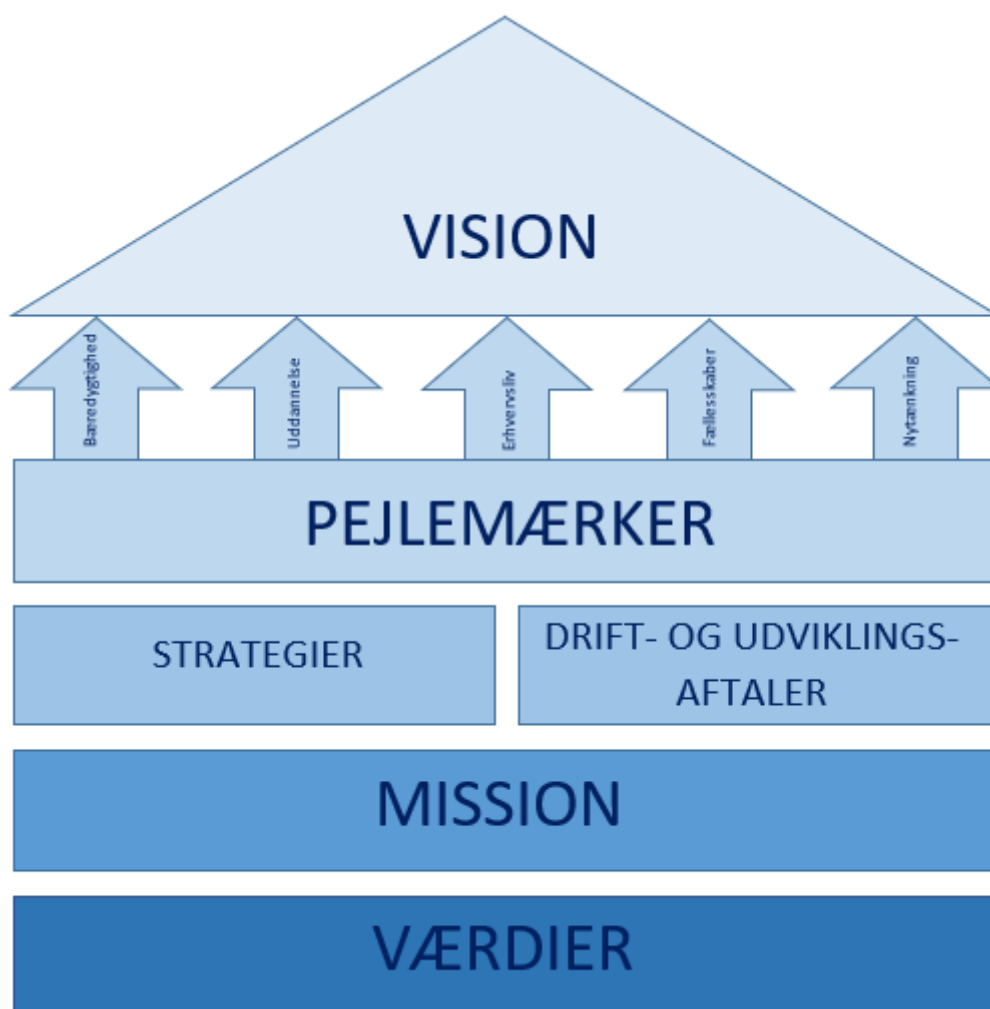 VISION
Bæredygtighed
Uddannelse
Erhvervsliv
Fællesskaber
Nytænkning
PEJLEMÆRKER
STRATEGIER
DRIFT- OG UDVIKLINGS-
AFTALER
MISSION
VÆRDIER